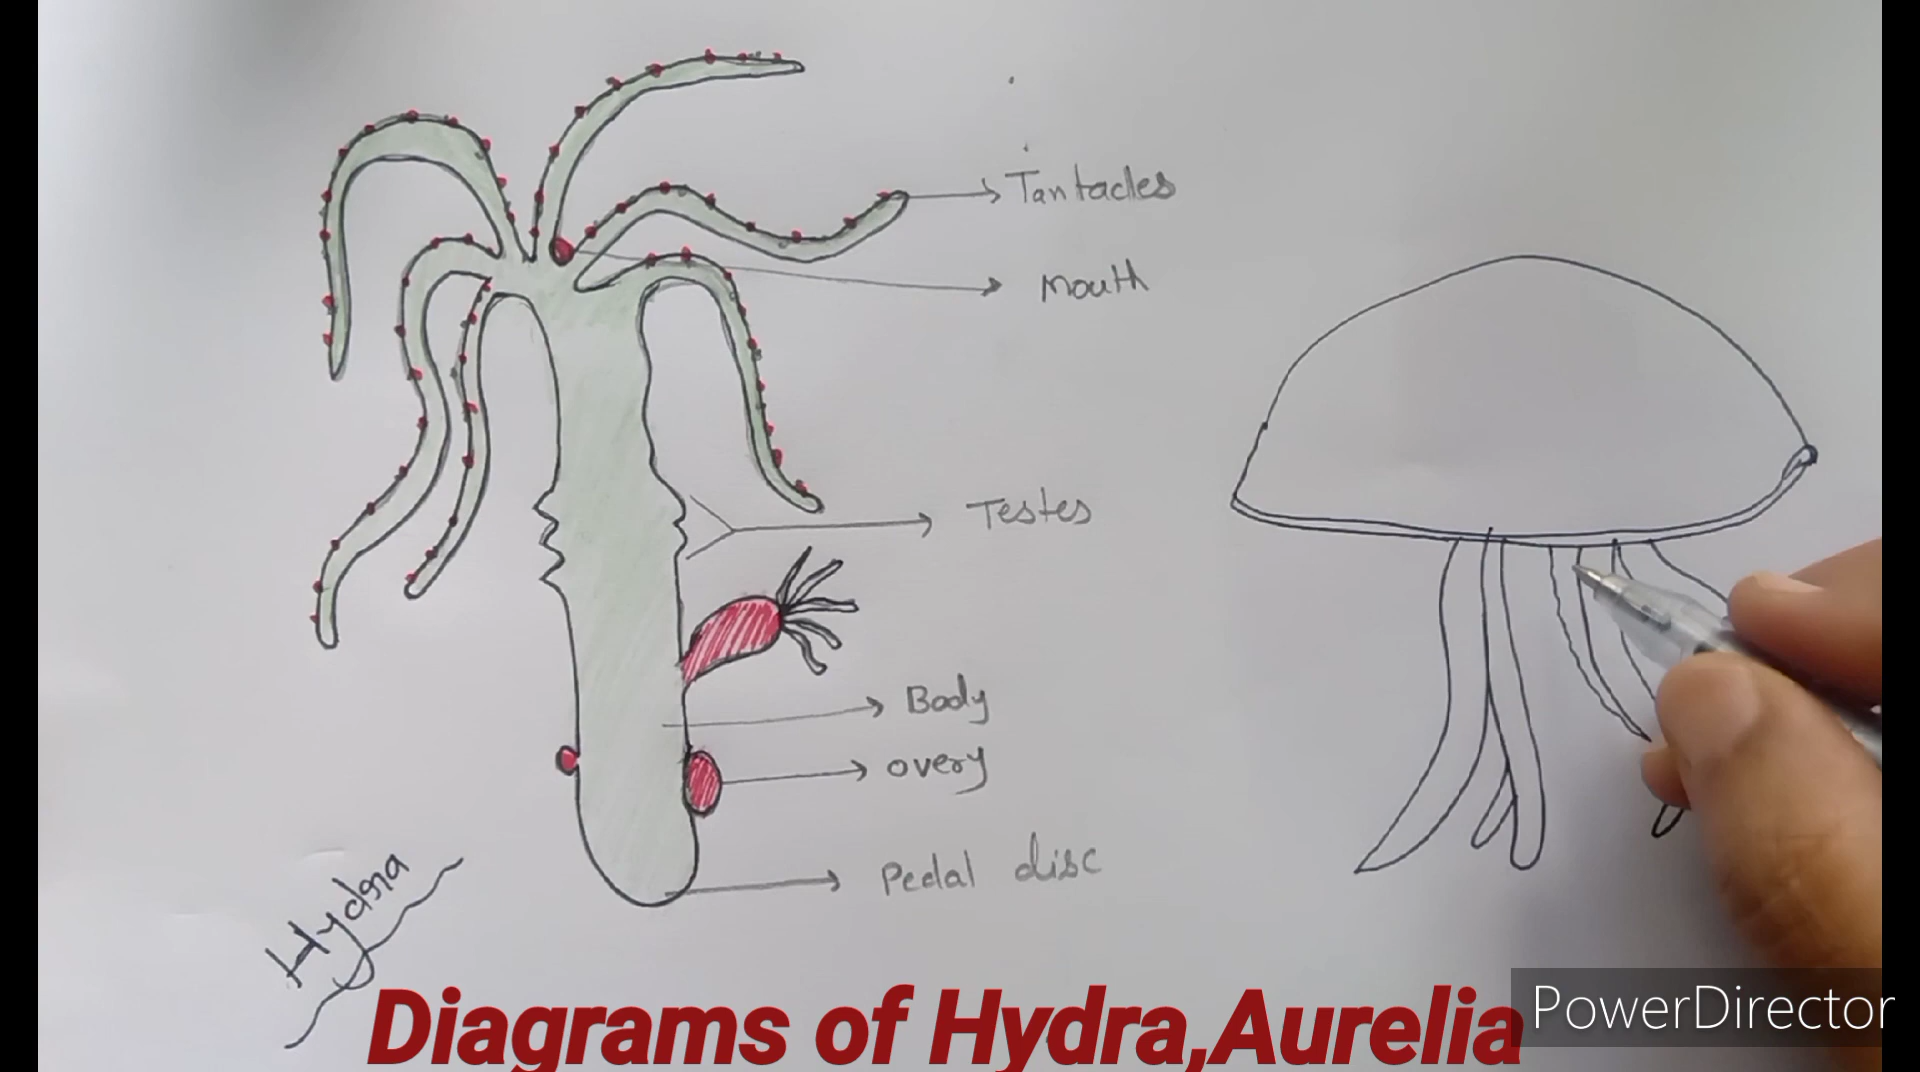 Tantacles
Mouth
Testes
Body
overy
Pedal disc
Hydra
Diagrams of Hydra,Aurelia
PowerDirector